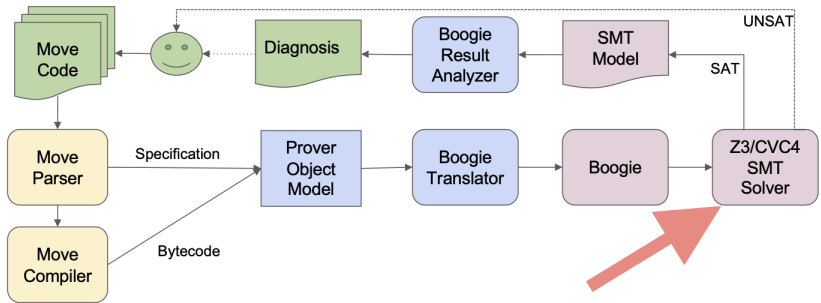 UNSAT
Move
Code
Diagnosis
Boogie
Result
Analyzer
SMT
Model
SAT
Move
Parser
Specification
Prover
Object
Model
Boogie
Translator
Boogie
Z3/CVC4
SMT
Solver
Move
Compiler
Bytecode